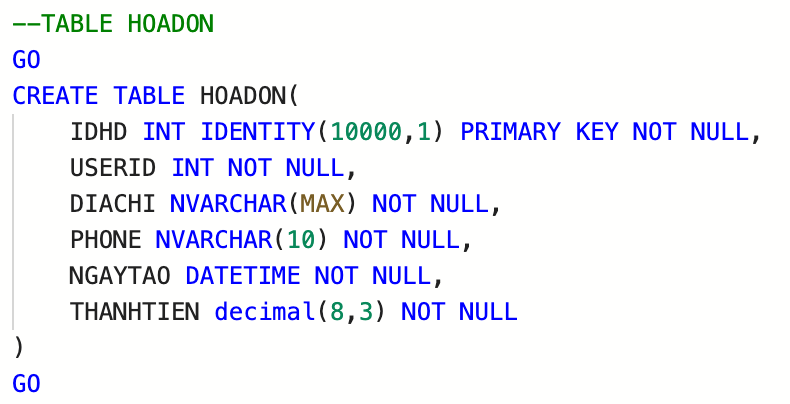 --TABLE HOADON
GO
CREATE TABLE HOADON(
    IDHD INT IDENTITY(10000,1) PRIMARY KEY NOT NULL,
    USERID INT NOT NULL,
    DIACHI NVARCHAR(MAX) NOT NULL,
    PHONE NVARCHAR(10) NOT NULL,
    NGAYTAO DATETIME NOT NULL,
    THANHTIEN decimal(8,3) NOT NULL
)
GO